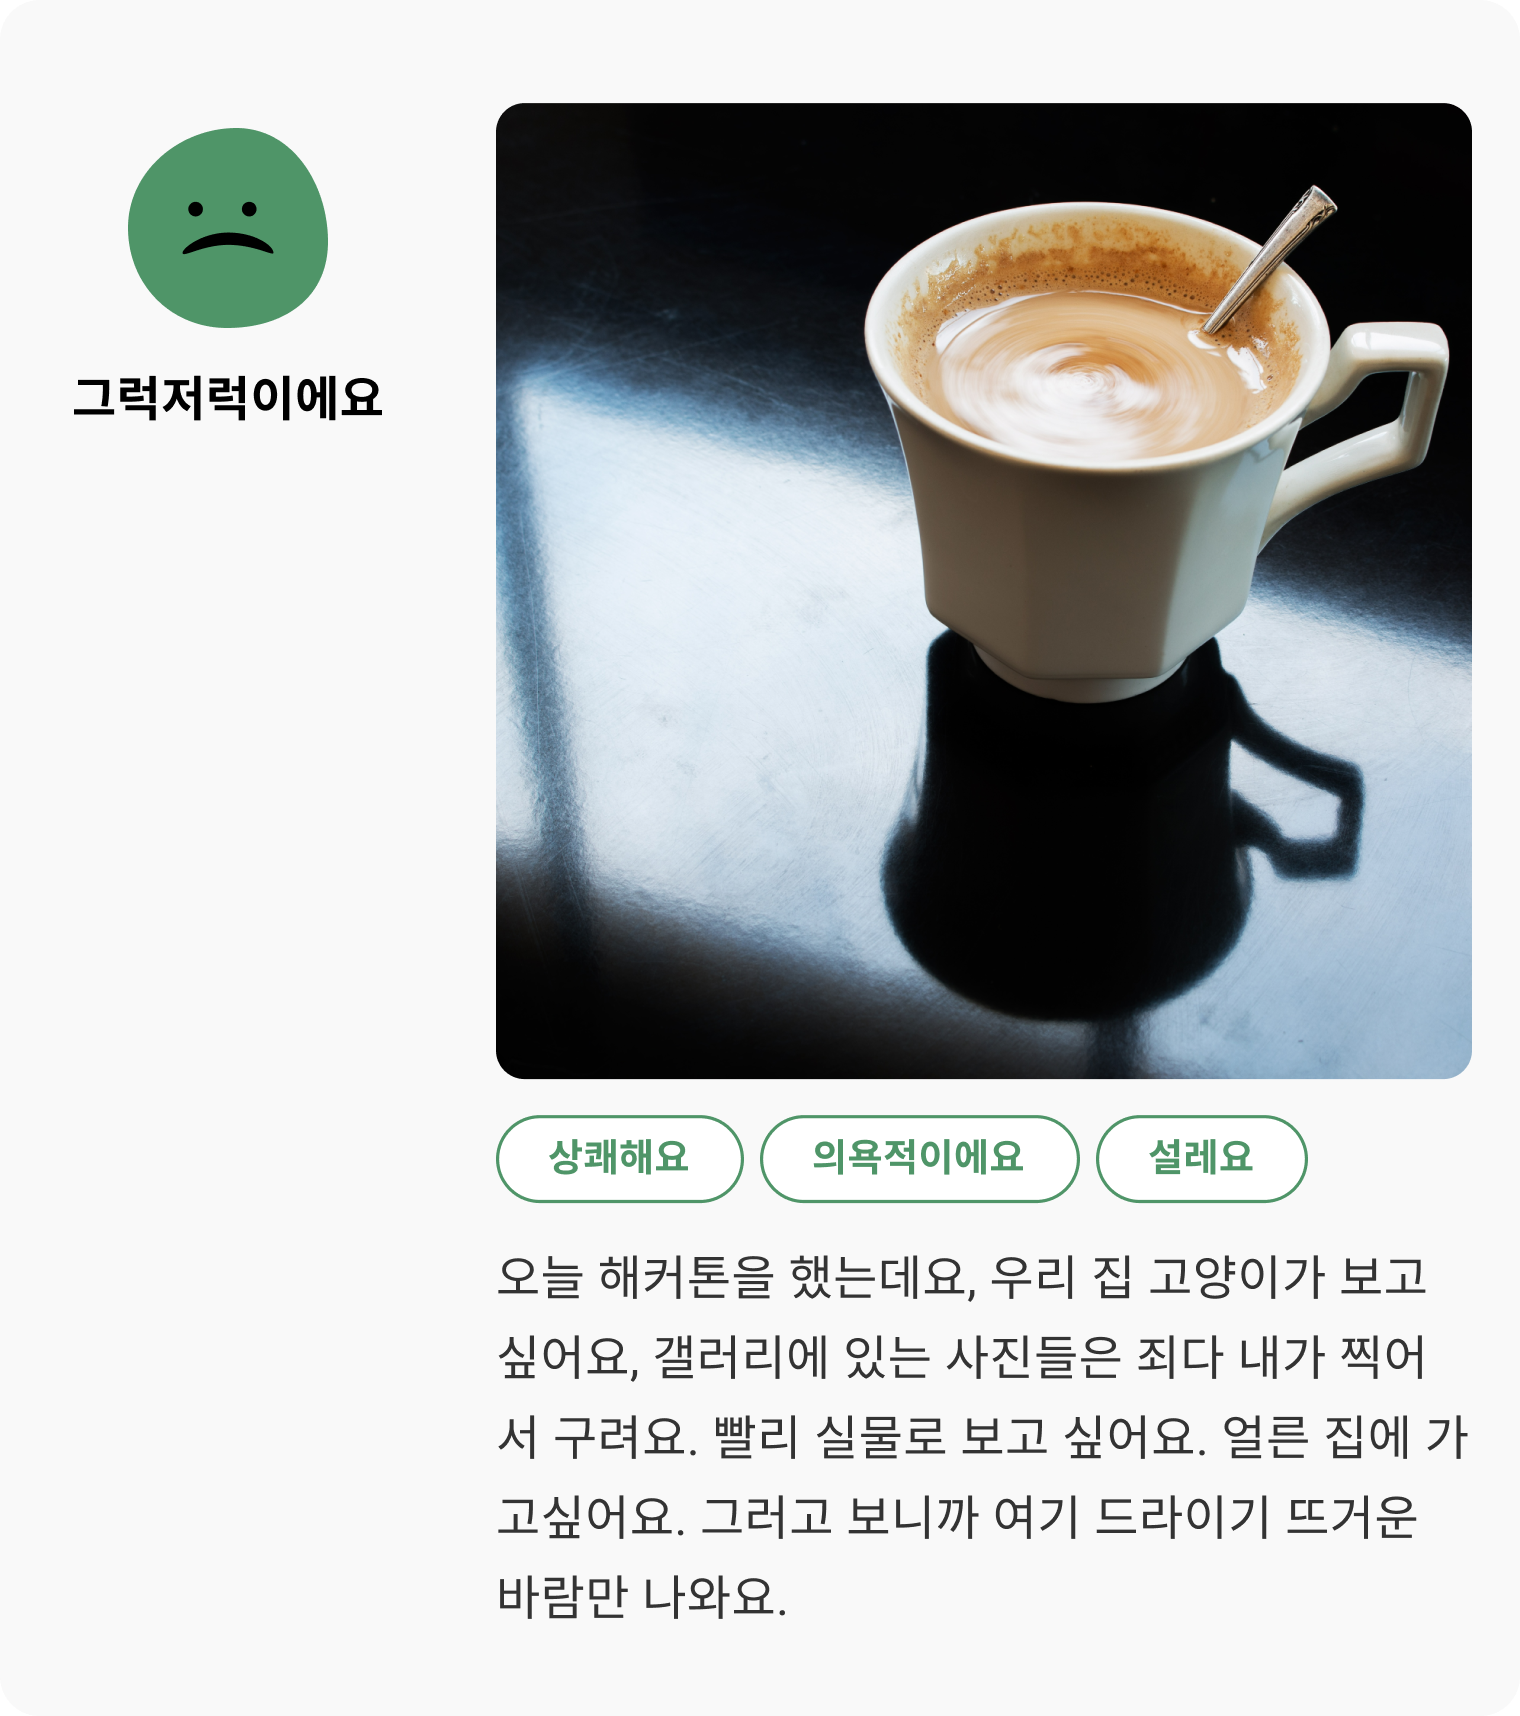 그럭저럭이에요
상쾌해요
의욕적이에요
설레요
오늘 해커톤을 했는데요, 우리 집 고양이가 보고
싶어요, 갤러리에 있는 사진들은 죄다 내가 찍어
서 구려요. 빨리 실물로 보고 싶어요. 얼른 집에 가
고싶어요. 그러고 보니까 여기 드라이기 뜨거운
바람만 나와요.